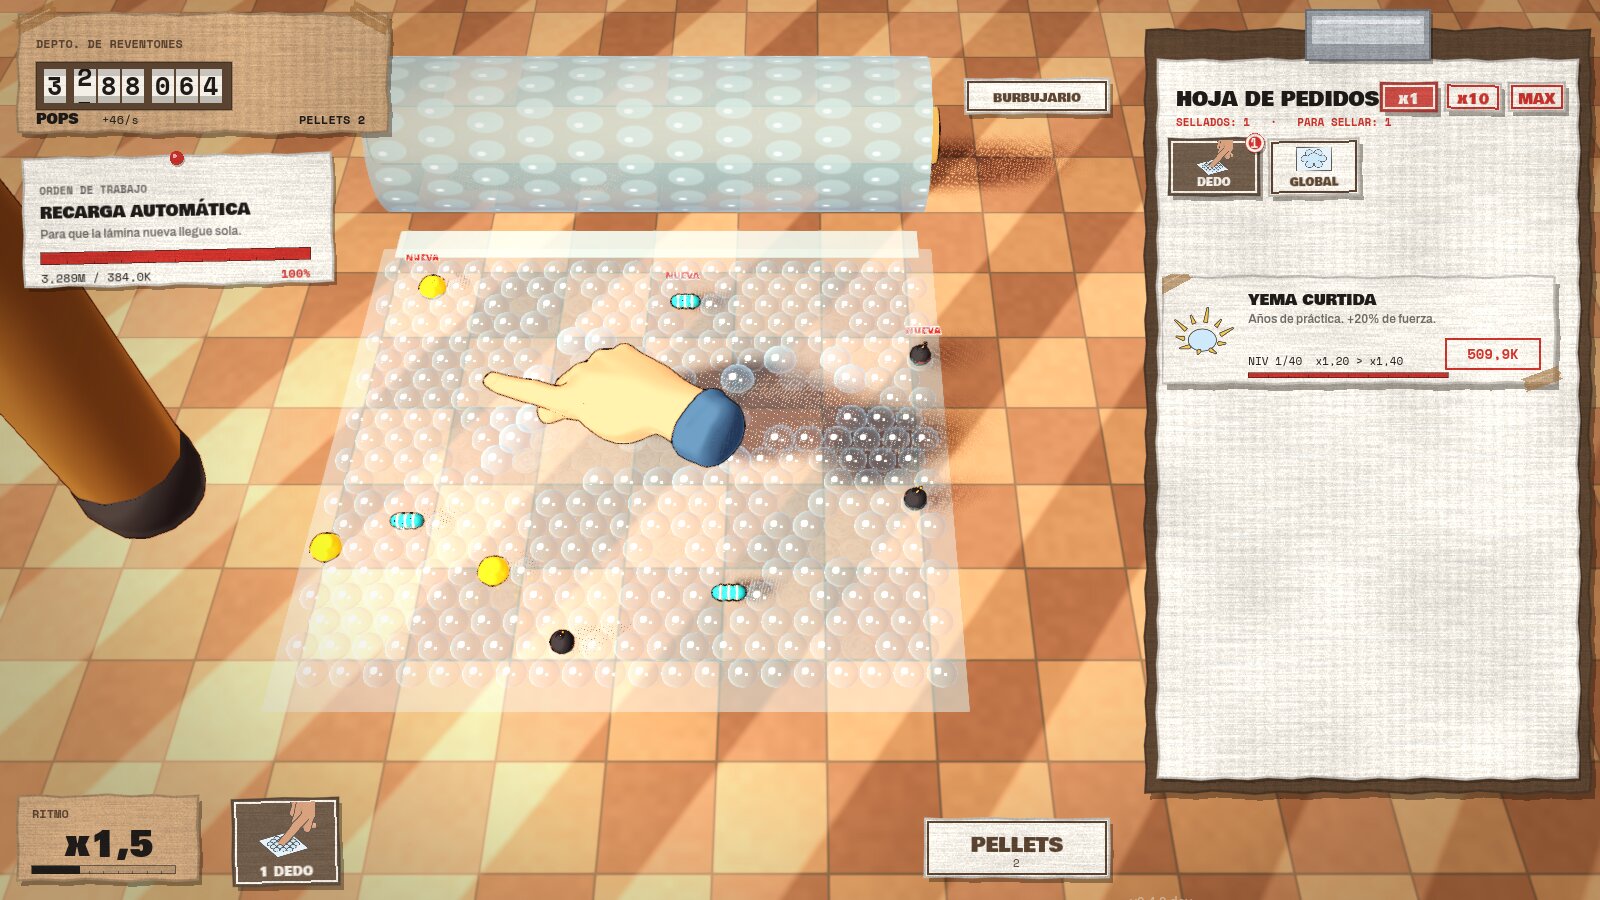 DEPTO. DE REVENTONES
3 288 064
POPS +46/s PELLETS 2
ORDEN DE TRABAJO
RECARGA AUTOMÁTICA
Para que la lámina nueva llegue sola.
3,289M / 384.0K 100%
BURBUJARIO
NUEVA
NUEVA
NUEVA
HOJA DE PEDIDOS x1 x10 MAX
SELLADOS: 1 · PARA SELLAR: 1
1
DEDO GLOBAL
YEMA CURTIDA
Años de práctica. +20% de fuerza.
NIV 1/40 x1,20 > x1,40 509,9K
RITMO
x1,5
1 DEDO
PELLETS
2